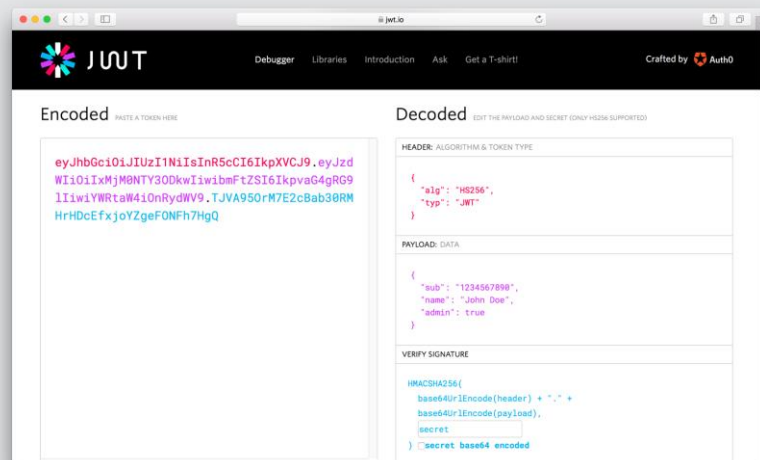 jwt.io
JWT
Debugger
Libraries
Introduction
Ask
Get a T-shirt!
Crafted by Auth0
Encoded PASTE A TOKEN HERE
eyJhbGciOiJIUzI1NiIsInR5cCI6IkpXVCJ9.eyJzd
WIiOiIxMjM0NTY3ODkwIiwibmFtZSI6IkpvaG4gRG9
lIiwiYWRtaW4iOnRydWV9.TJVA95OrM7E2cBab30RM
HrHDcEfxjoYZgeFONFh7HgQ
Decoded EDIT THE PAYLOAD AND SECRET (ONLY HS256 SUPPORTED)
HEADER: ALGORITHM & TOKEN TYPE
{
"alg": "HS256",
"typ": "JWT"
}
PAYLOAD: DATA
{
"sub": "1234567890",
"name": "John Doe",
"admin": true
}
VERIFY SIGNATURE
HMACSHA256(
base64UrlEncode(header) + "." +
base64UrlEncode(payload),
secret
) secret base64 encoded